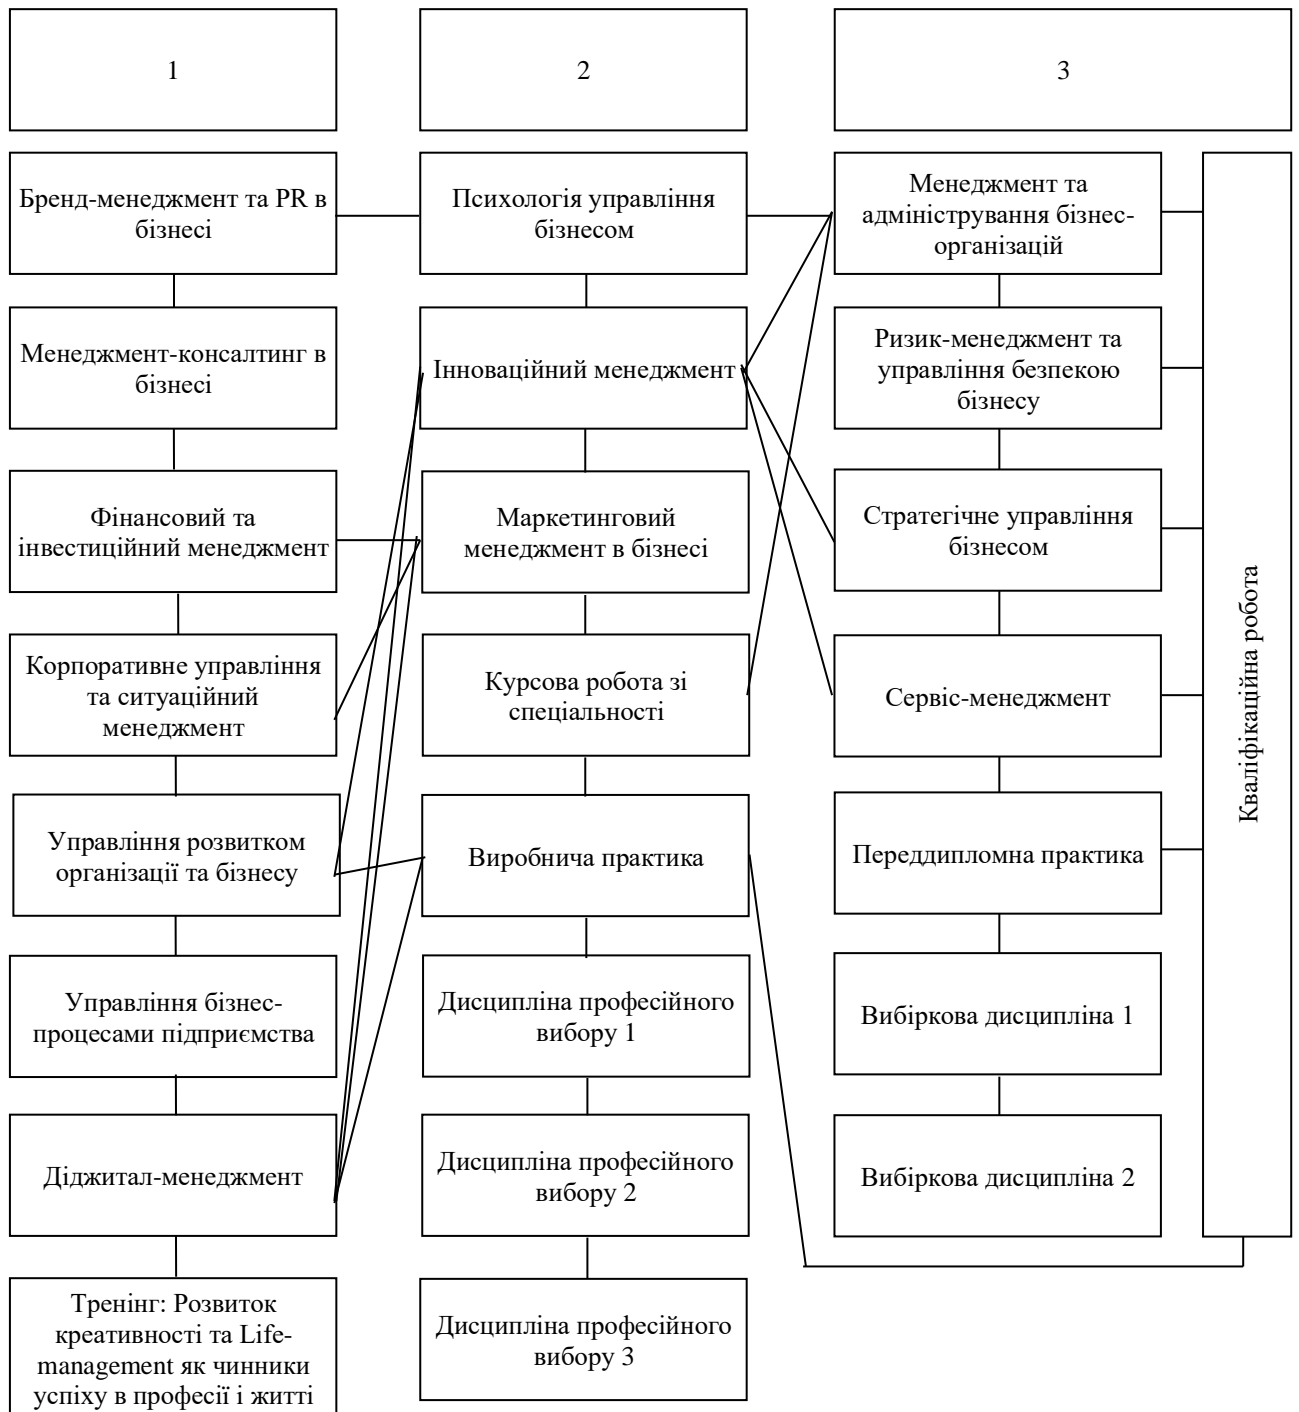 1
2
3
Бренд-менеджмент та PR в
бізнесі
Менеджмент-консалтинг в
бізнесі
Фінансовий та
інвестиційний менеджмент
Корпоративне управління
та ситуаційний
менеджмент
Управління розвитком
організації та бізнесу
Управління бізнес-
процесами підприємства
Діджитал-менеджмент
Тренінг: Розвиток
креативності та Life-
management як чинники
успіху в професії і житті
Психологія управління
бізнесом
Інноваційний менеджмент
Маркетинговий
менеджмент в бізнесі
Курсова робота зі
спеціальності
Виробнича практика
Дисципліна професійного
вибору 1
Дисципліна професійного
вибору 2
Дисципліна професійного
вибору 3
Менеджмент та
адміністрування бізнес-
організацій
Ризик-менеджмент та
управління безпекою
бізнесу
Стратегічне управління
бізнесом
Сервіс-менеджмент
Переддипломна практика
Вибіркова дисципліна 1
Вибіркова дисципліна 2
Кваліфікаційна робота